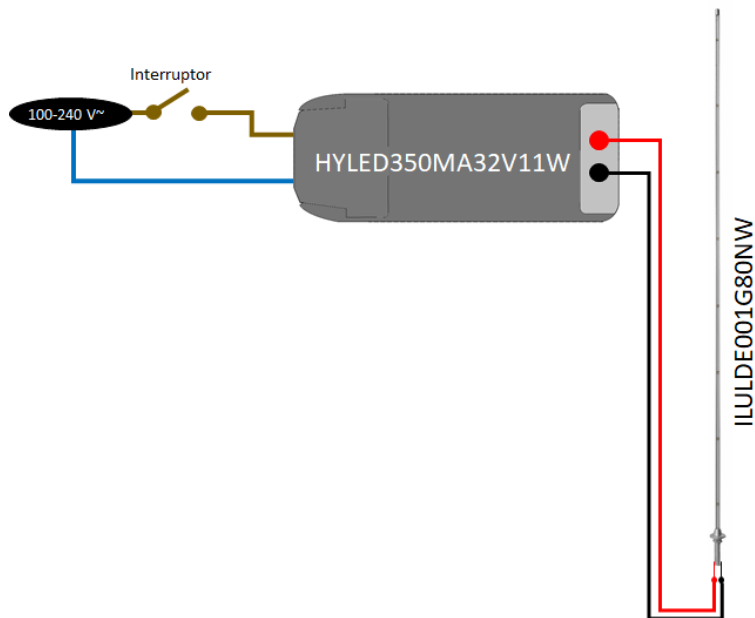 Interruptor
100-240 V~
HYLED350MA32V11W
ILULDE001G80NW